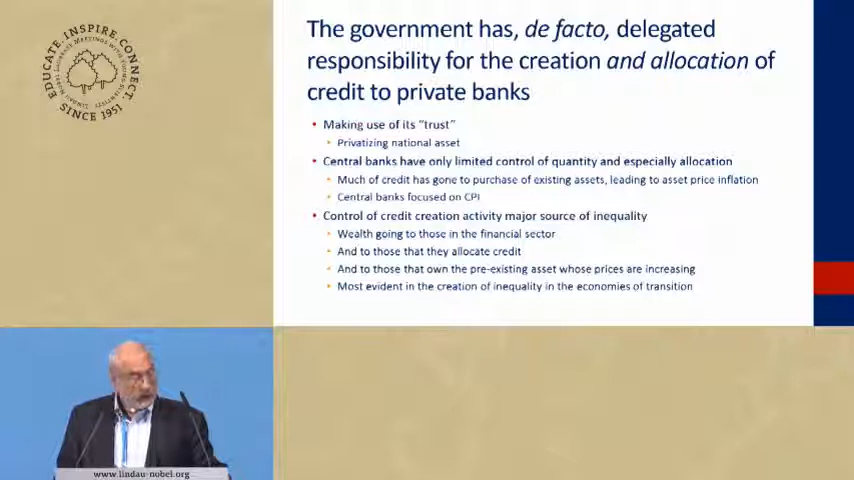 EDUCATE. INSPIRE. CONNECT.
LINDAU NOBEL LAUREATE MEETINGS
SINCE 1951
The government has, de facto, delegated
responsibility for the creation and allocation of
credit to private banks
• Making use of its “trust”
• Privatizing national asset
• Central banks have only limited control of quantity and especially allocation
• Much of credit has gone to purchase of existing assets, leading to asset price inflation
• Central banks focused on CPI
• Control of credit creation activity major source of inequality
• Wealth going to those in the financial sector
• And to those that they allocate credit
• And to those that own the pre-existing asset whose prices are increasing
• Most evident in the creation of inequality in the economies of transition
www.lindau-nobel.org